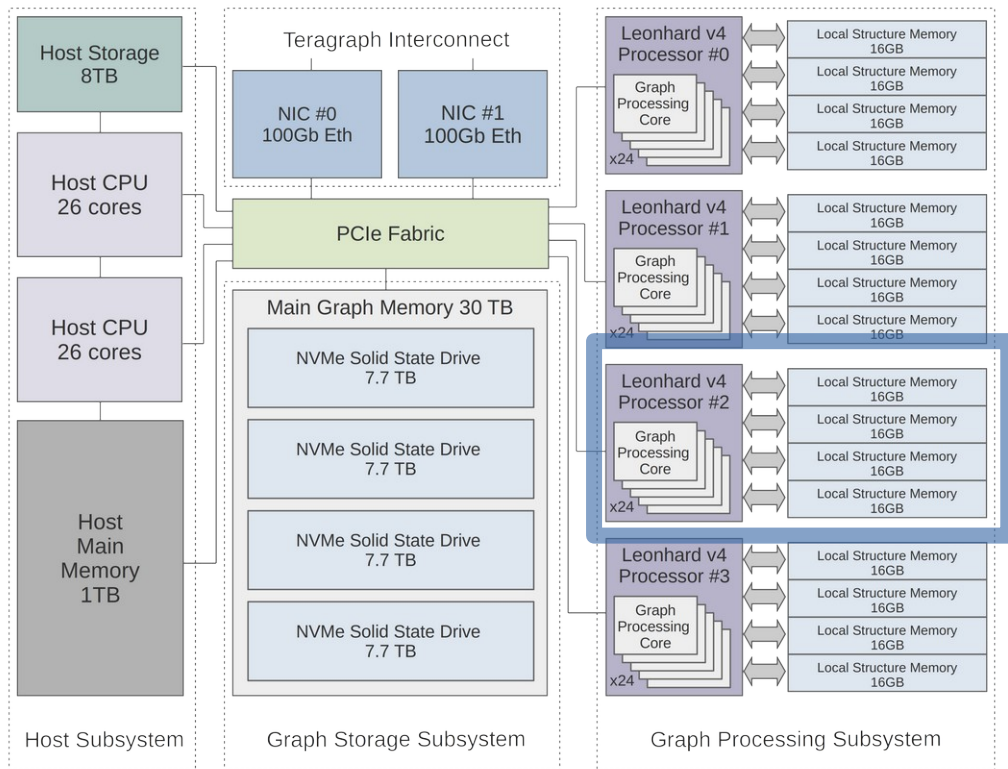 Host Storage
8TB
Host CPU
26 cores
Host CPU
26 cores
Host
Main
Memory
1TB
Host Subsystem
Teragraph Interconnect
NIC #0
100Gb Eth
NIC #1
100Gb Eth
PCIe Fabric
Main Graph Memory 30 TB
NVMe Solid State Drive
7.7 TB
NVMe Solid State Drive
7.7 TB
NVMe Solid State Drive
7.7 TB
NVMe Solid State Drive
7.7 TB
Graph Storage Subsystem
Leonhard v4
Processor #0
Graph
Processing
Core
x24
Local Structure Memory
16GB
Local Structure Memory
16GB
Local Structure Memory
16GB
Local Structure Memory
16GB
Leonhard v4
Processor #1
Graph
Processing
Core
x24
Local Structure Memory
16GB
Local Structure Memory
16GB
Local Structure Memory
16GB
Local Structure Memory
16GB
Leonhard v4
Processor #2
Graph
Processing
Core
x24
Local Structure Memory
16GB
Local Structure Memory
16GB
Local Structure Memory
16GB
Local Structure Memory
16GB
Leonhard v4
Processor #3
Graph
Processing
Core
x24
Local Structure Memory
16GB
Local Structure Memory
16GB
Local Structure Memory
16GB
Local Structure Memory
16GB
Graph Processing Subsystem